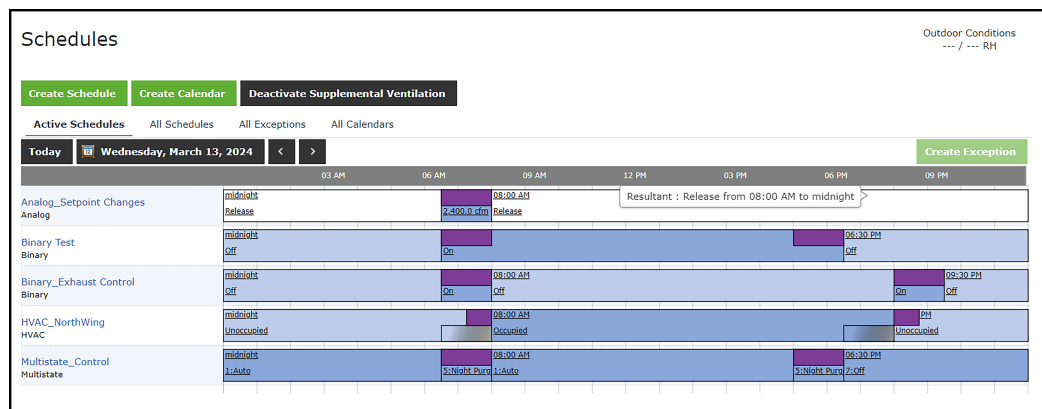 Schedules
Outdoor Conditions
--- / --- RH
Create Schedule
Create Calendar
Deactivate Supplemental Ventilation
Active Schedules
All Schedules
All Exceptions
All Calendars
Today
Wednesday, March 13, 2024
<
>
Create Exception
03 AM 06 AM 09 AM 12 PM 03 PM 06 PM 09 PM
Analog_Setpoint Changes
Analog
midnight 08:00 AM
Release 2,400.0 cfm Release
Resultant : Release from 08:00 AM to midnight
Binary Test
Binary
midnight 06:30 PM
Off On Off
Binary_Exhaust Control
Binary
midnight 08:00 AM 09:30 PM
Off On Off On Off
HVAC_NorthWing
HVAC
midnight 08:00 AM PM
Unoccupied Occupied Unoccupied
Multistate_Control
Multistate
midnight 08:00 AM 06:30 PM
1:Auto 5:Night Purg 1:Auto 5:Night Purg 7:Off